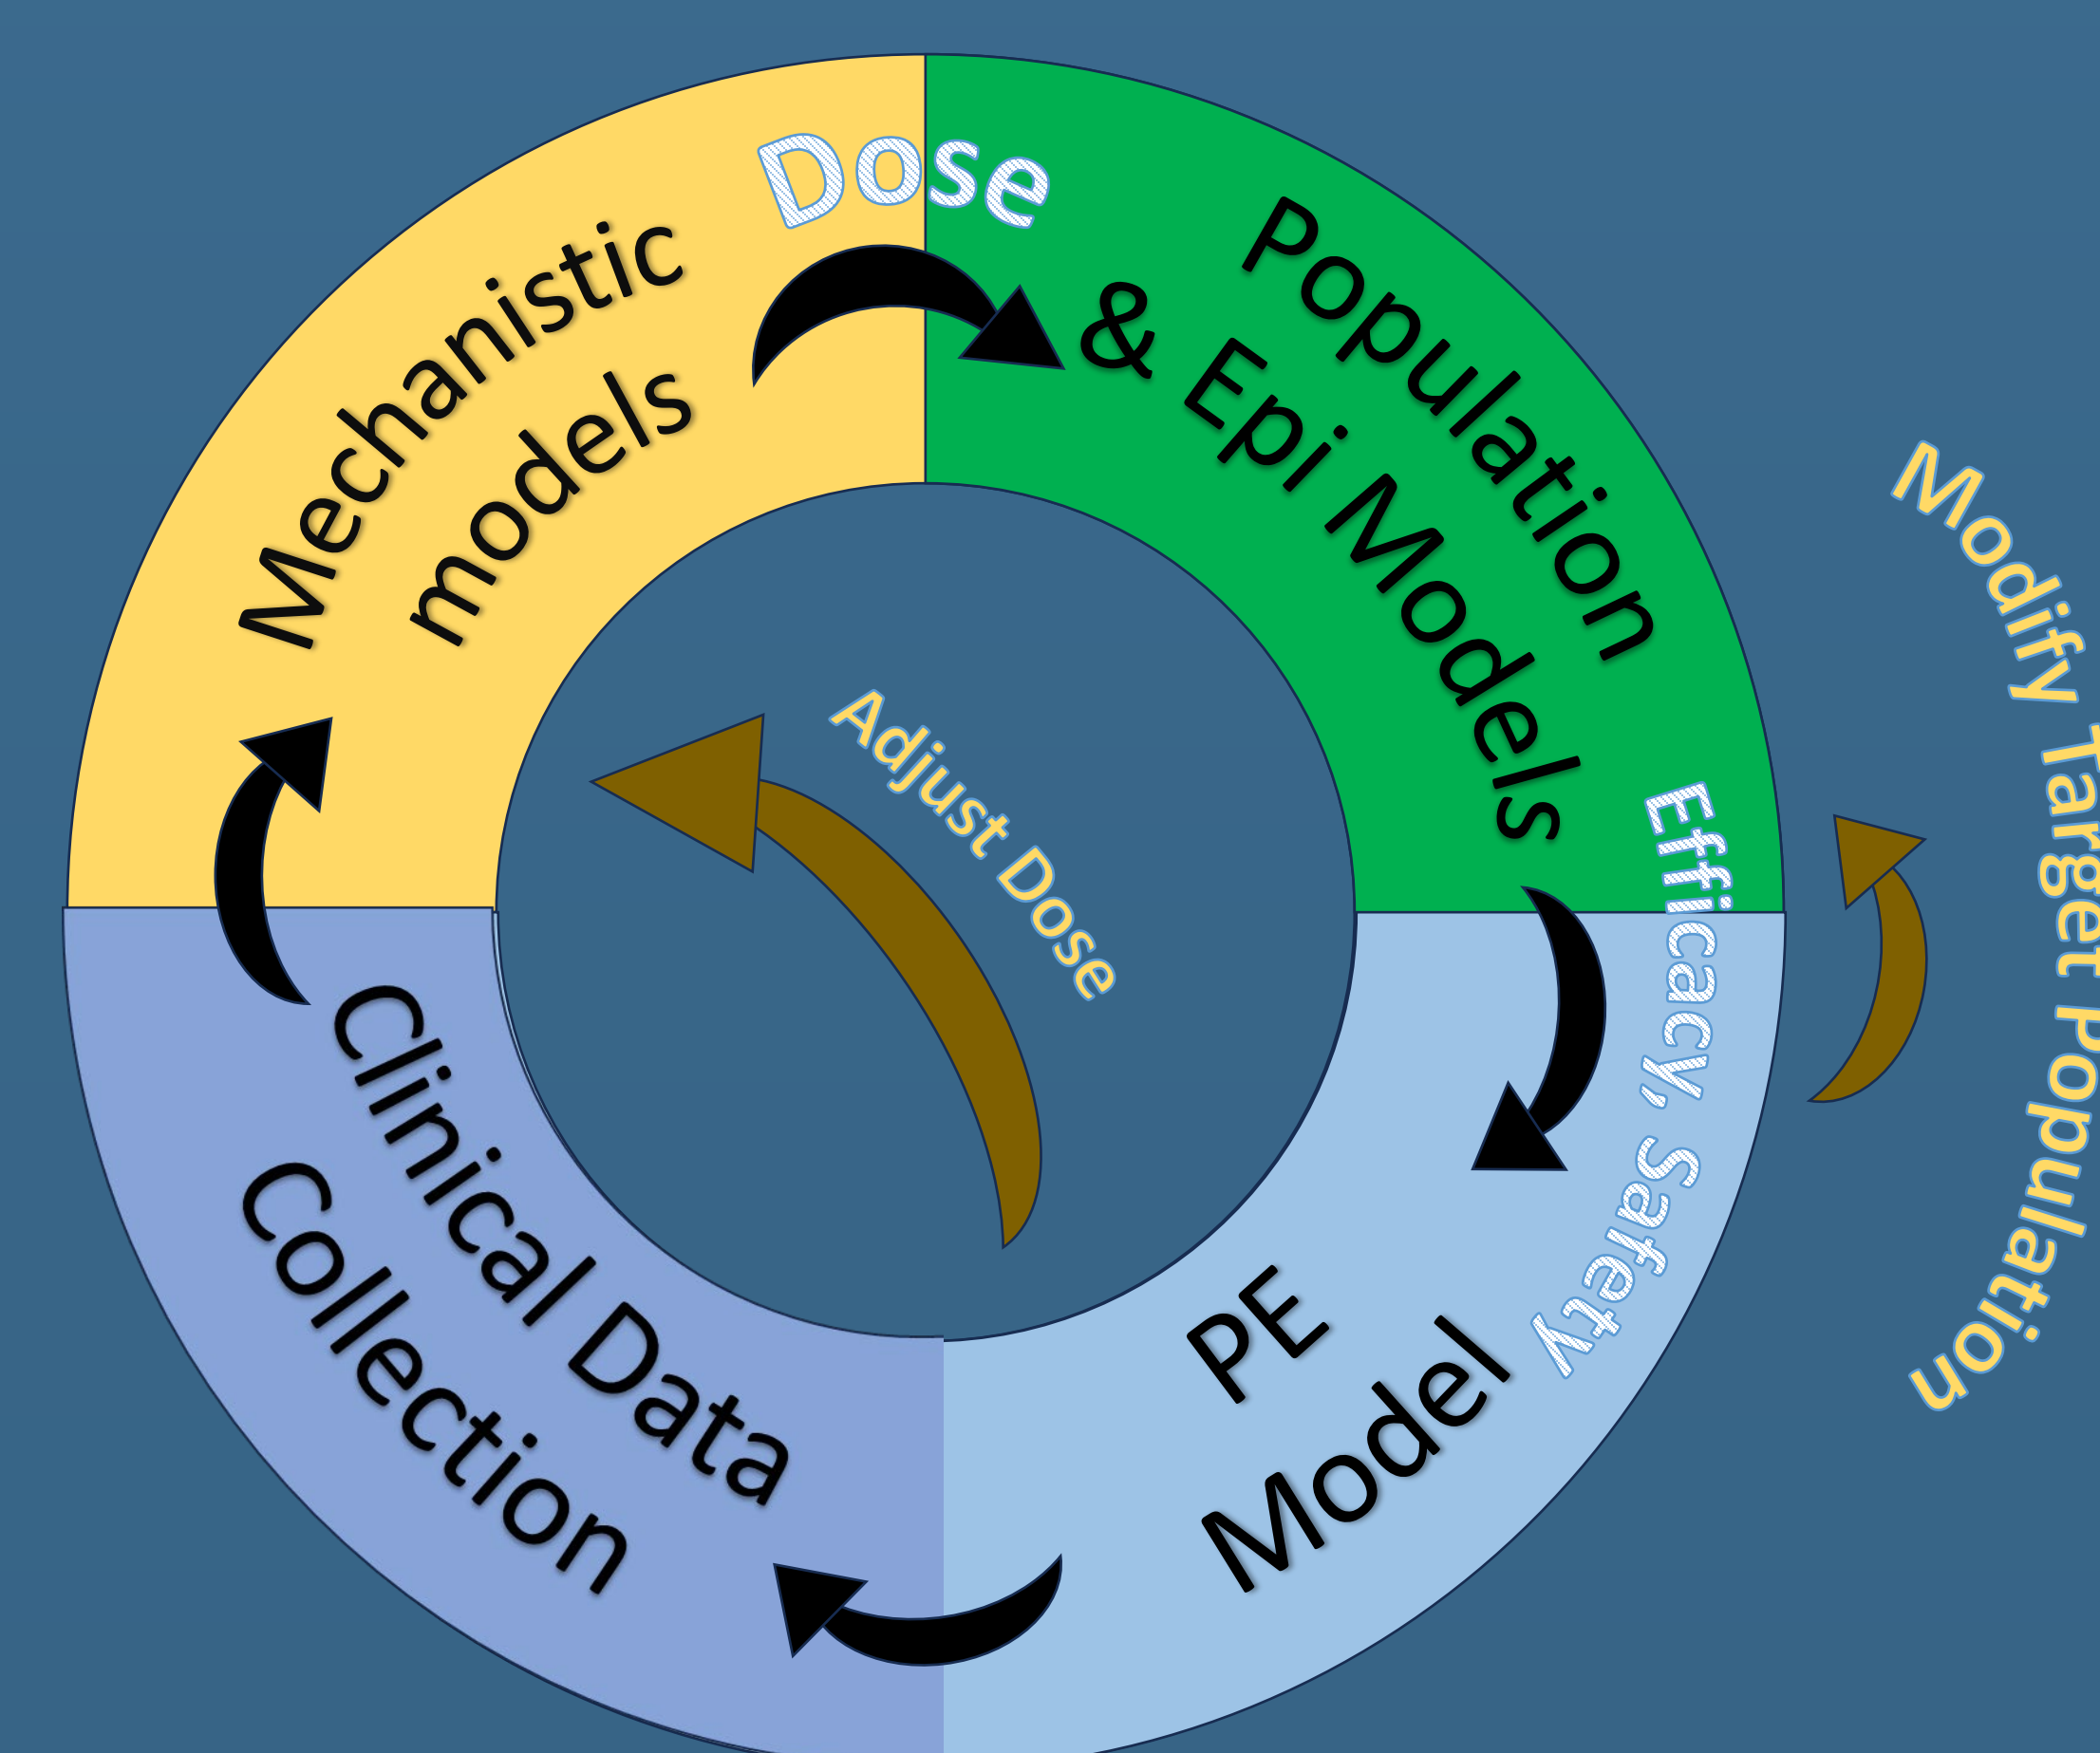 Dose
Mechanistic
models
Population
& Epi Models
Efficacy, Safety
Modify Target Population
Adjust Dose
PE
Model
Clinical Data
Collection